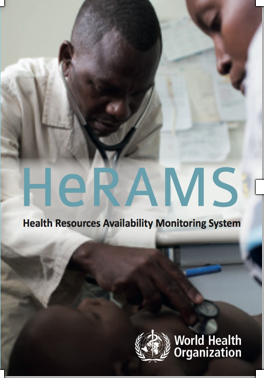 HeRAMS
Health Resources Availability Monitoring System
World Health
Organization